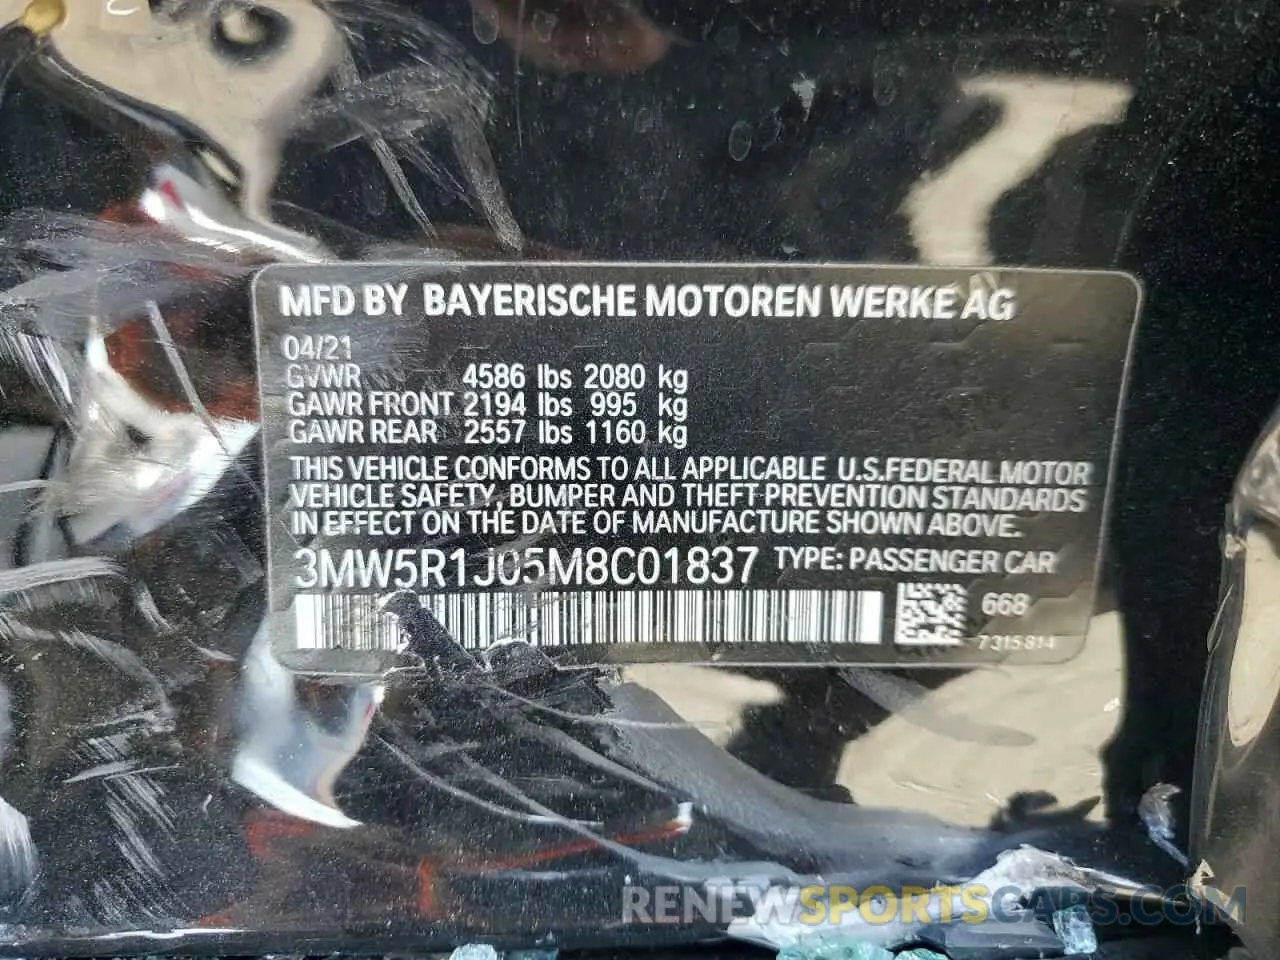 MFD BY BAYERISCHE MOTOREN WERKE AG
04/21
GVWR 4586 lbs 2080 kg
GAWR FRONT 2194 lbs 995 kg
GAWR REAR 2557 lbs 1160 kg
THIS VEHICLE CONFORMS TO ALL APPLICABLE U.S.FEDERAL MOTOR
VEHICLE SAFETY, BUMPER AND THEFT PREVENTION STANDARDS
IN EFFECT ON THE DATE OF MANUFACTURE SHOWN ABOVE.
3MW5R1J05M8C01837 TYPE: PASSENGER CAR
668
7315814
RENEWSPORTSCARS.COM